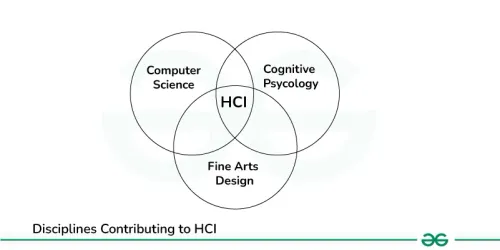 Computer
Science
Cognitive
Psycology
HCI
Fine Arts
Design
Disciplines Contributing to HCI